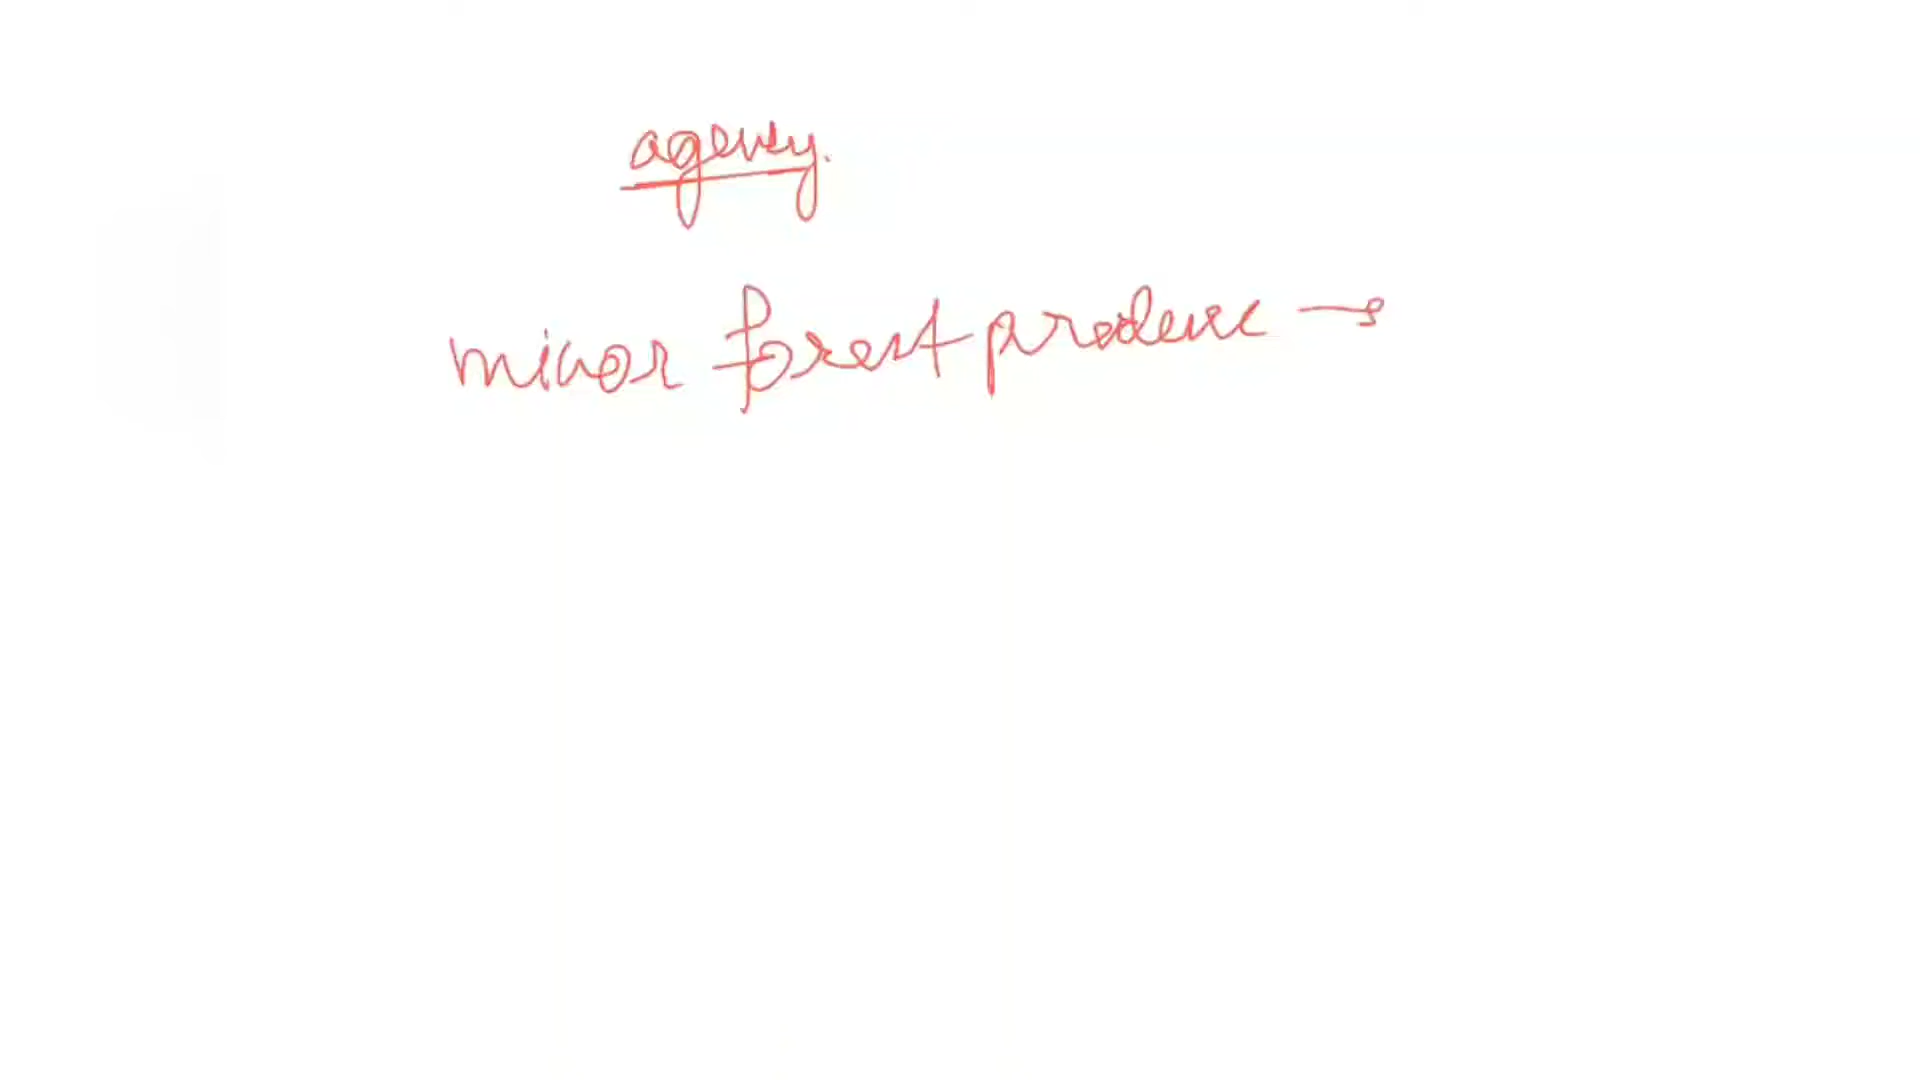 agency.
minor forest produce →